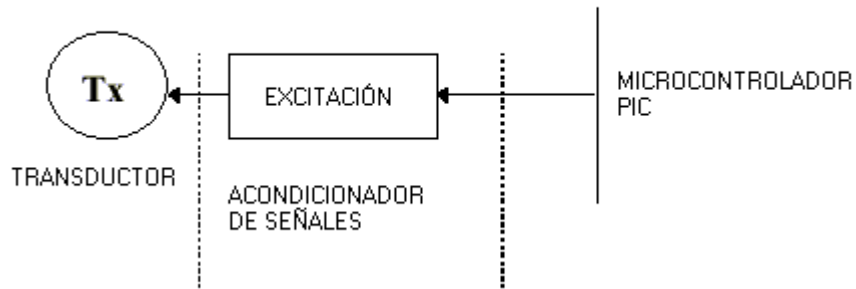 Tx
EXCITACIÓN
MICROCONTROLADOR
PIC
TRANSDUCTOR
ACONDICIONADOR
DE SEÑALES